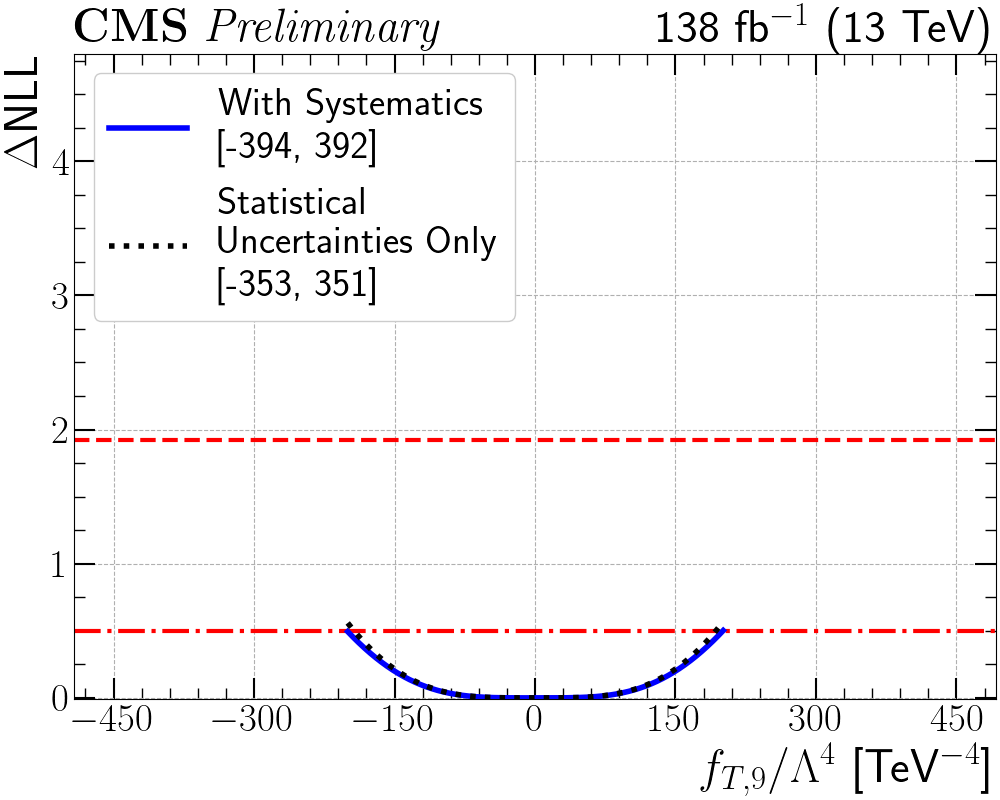 CMS Preliminary 138 fb⁻¹ (13 TeV)
ΔNLL
With Systematics
[-394, 392]
Statistical
Uncertainties Only
[-353, 351]
4
3
2
1
0
−450 −300 −150 0 150 300 450
f_{T,9}/Λ⁴ [TeV⁻⁴]